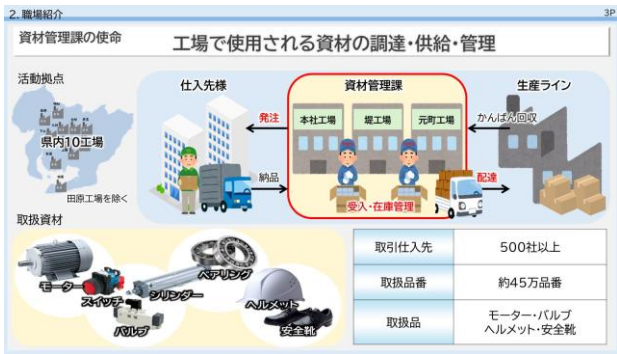 2. 職場紹介
3P
資材管理課の使命
工場で使用される資材の調達・供給・管理
活動拠点
県内10工場
田原工場を除く
仕入先様
資材管理課
生産ライン
発注
本社工場
堤工場
元町工場
かんばん回収
納品
配達
受入・在庫管理
取扱資材
モーター
スイッチ
シリンダー
ベアリング
バルブ
ヘルメット
安全靴
取引仕入先
500社以上
取扱品番
約45万品番
取扱品
モーター・バルブ
ヘルメット・安全靴